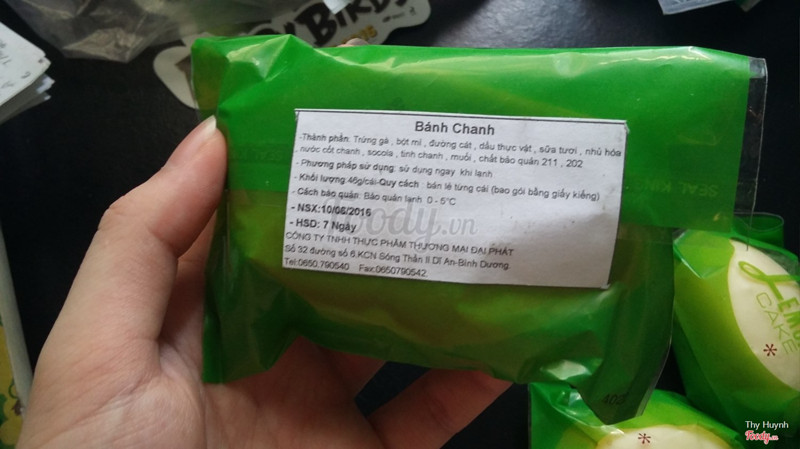 Bánh Chanh
-Thành phần: Trứng gà , bột mì , đường cát , dầu thực vật , sữa tươi , nhũ hóa
, nước cốt chanh , socola , tinh chanh , muối , chất bảo quản 211 , 202
- Phương pháp sử dụng: sử dụng ngay khi lạnh
- Khối lượng:46g/cái-Quy cách : bán lẻ từng cái (bao gói bằng giấy kiếng)
- Cách bảo quản: Bảo quản lạnh 0 - 5°C
- NSX:10/06/2016
- HSD: 7 Ngày
CÔNG TY TNHH THỰC PHẨM THƯƠNG MẠI ĐẠI PHÁT
Số 32 đường số 6.KCN Sóng Thần II.Dĩ An-Bình Dương.
Tel:0650.790540 Fax:0650790542.
Foody.vn
SEAL KING
LEMON
CAKE
BIRDS
Thy Huynh
Foody.vn